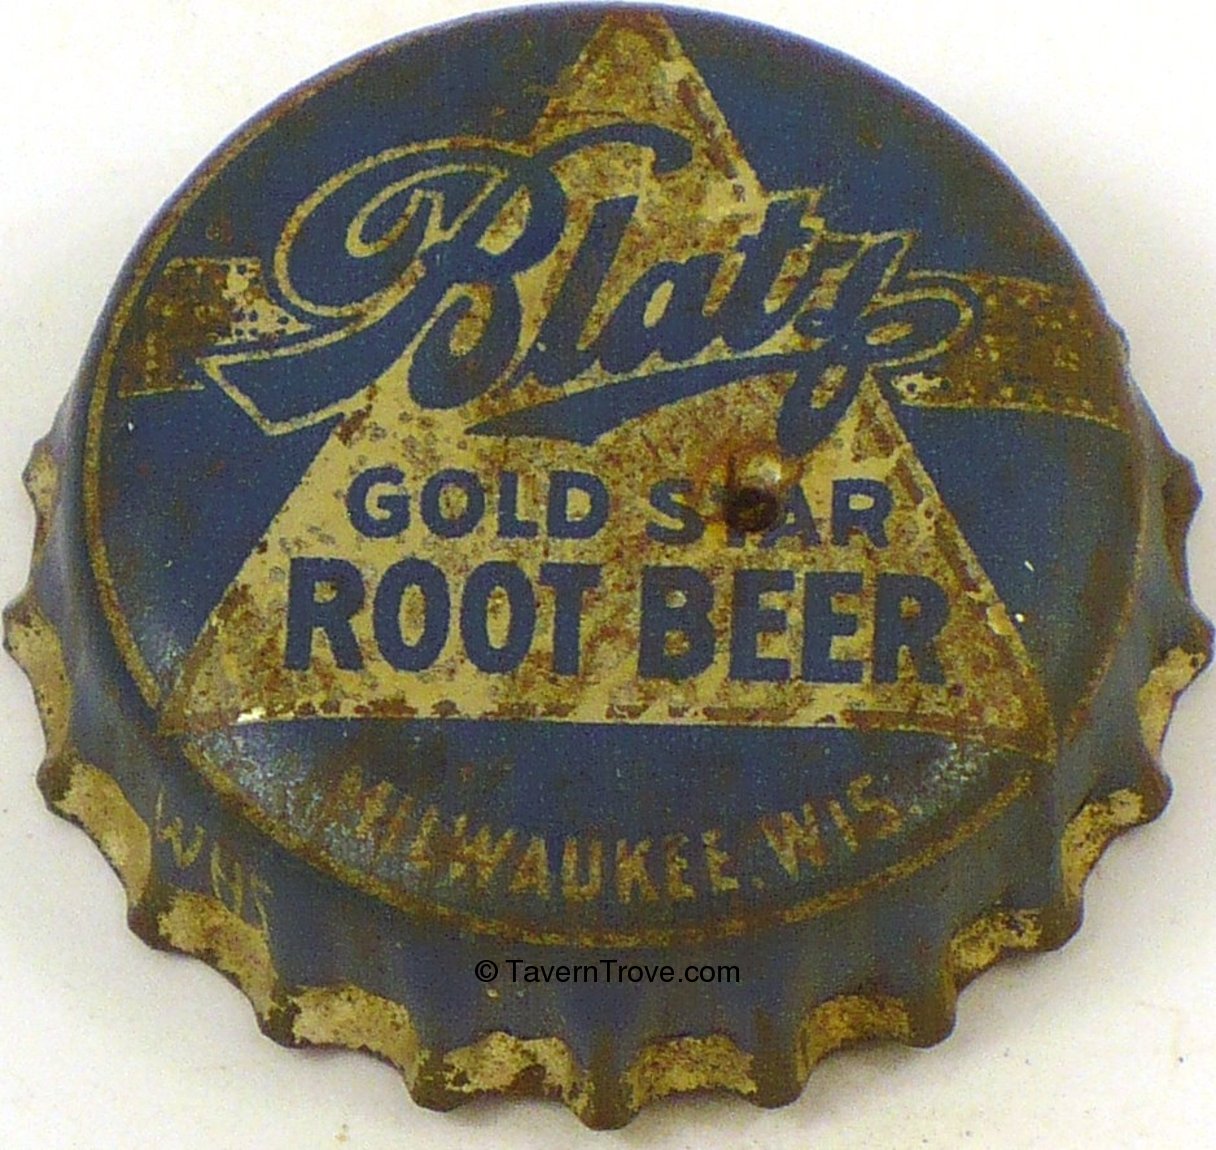 Blatz
GOLD STAR
ROOT BEER
MILWAUKEE, WIS.
© TavernTrove.com